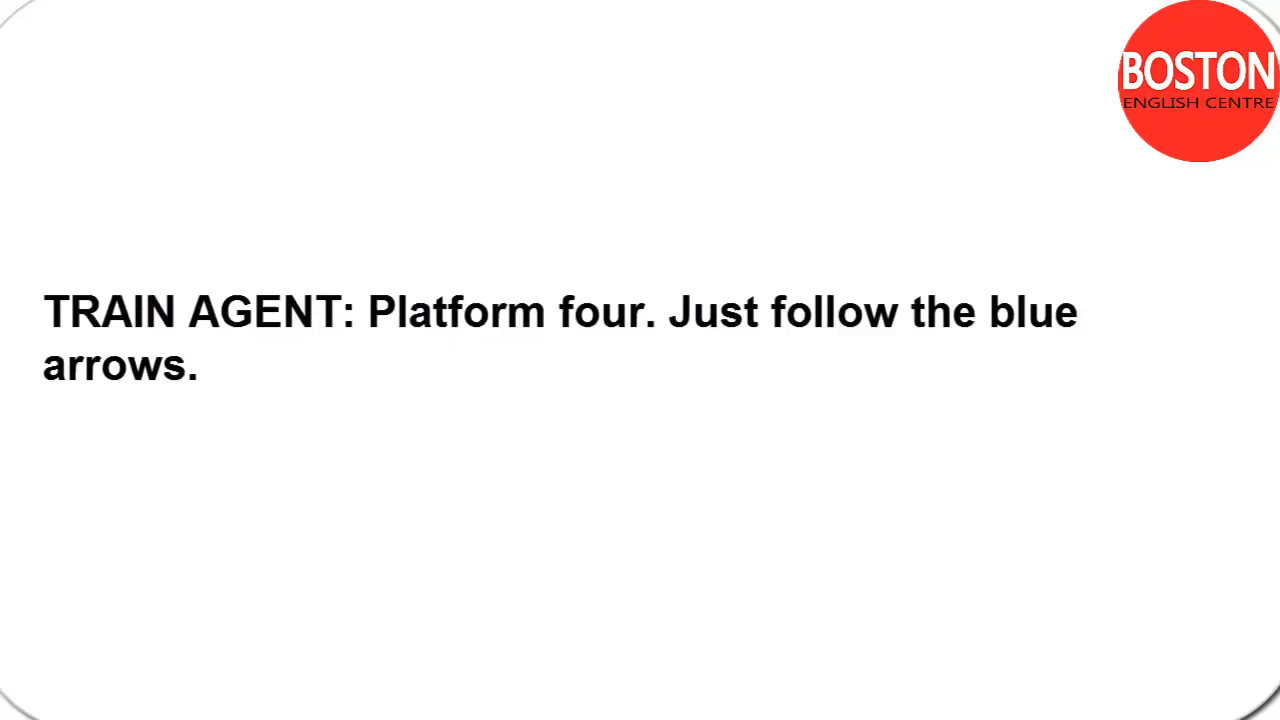 BOSTON
ENGLISH CENTRE
TRAIN AGENT: Platform four. Just follow the blue
arrows.